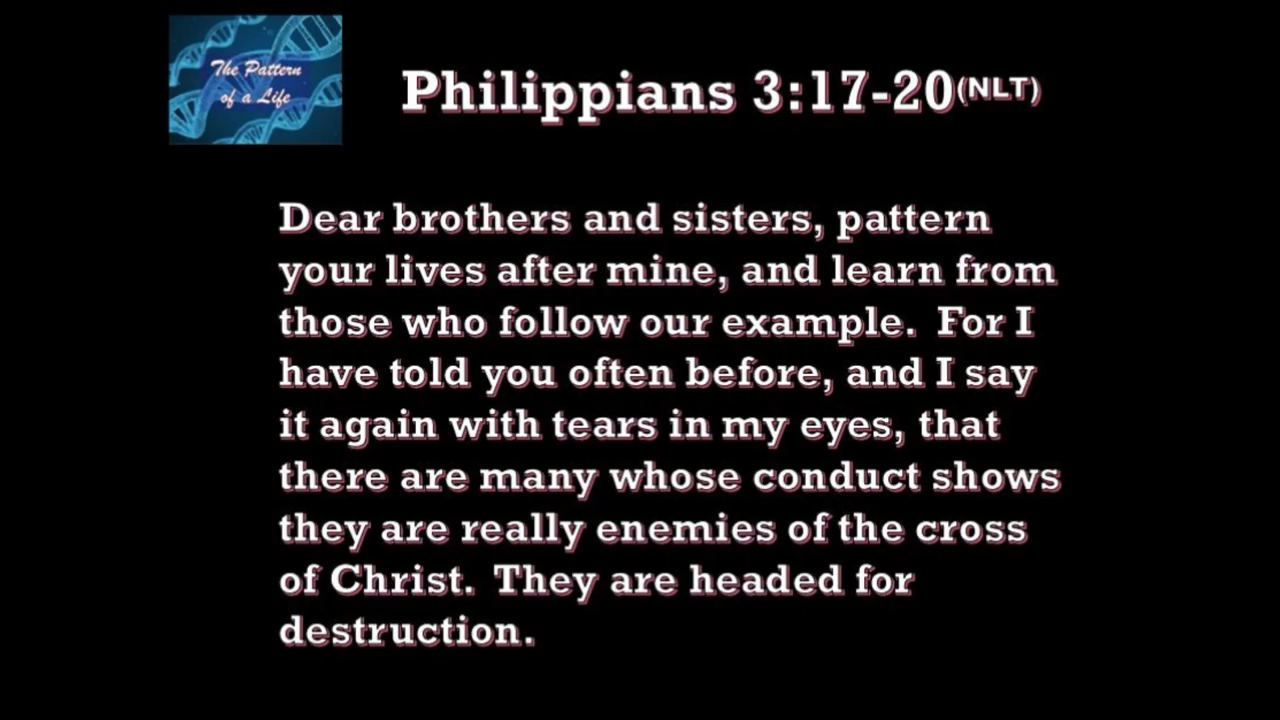 The Pattern
of a Life
Philippians 3:17-20(NLT)
Dear brothers and sisters, pattern
your lives after mine, and learn from
those who follow our example.  For I
have told you often before, and I say
it again with tears in my eyes, that
there are many whose conduct shows
they are really enemies of the cross
of Christ.  They are headed for
destruction.